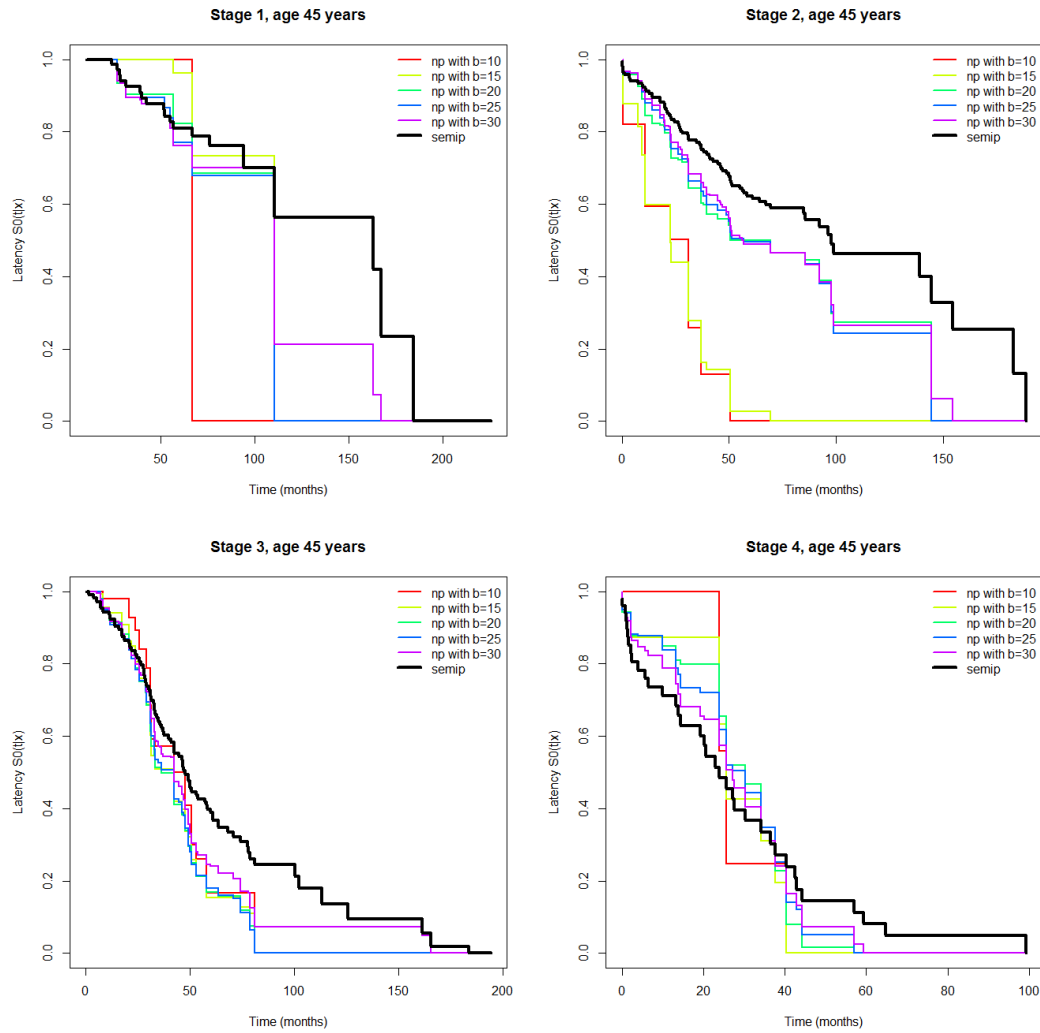 Stage 1, age 45 years
Latency S0(t|x)
1.0
0.8
0.6
0.4
0.2
0.0
np with b=10
np with b=15
np with b=20
np with b=25
np with b=30
semip
50 100 150 200
Time (months)
Stage 2, age 45 years
Latency S0(t|x)
1.0
0.8
0.6
0.4
0.2
0.0
np with b=10
np with b=15
np with b=20
np with b=25
np with b=30
semip
0 50 100 150
Time (months)
Stage 3, age 45 years
Latency S0(t|x)
1.0
0.8
0.6
0.4
0.2
0.0
np with b=10
np with b=15
np with b=20
np with b=25
np with b=30
semip
0 50 100 150 200
Time (months)
Stage 4, age 45 years
Latency S0(t|x)
1.0
0.8
0.6
0.4
0.2
0.0
np with b=10
np with b=15
np with b=20
np with b=25
np with b=30
semip
0 20 40 60 80 100
Time (months)